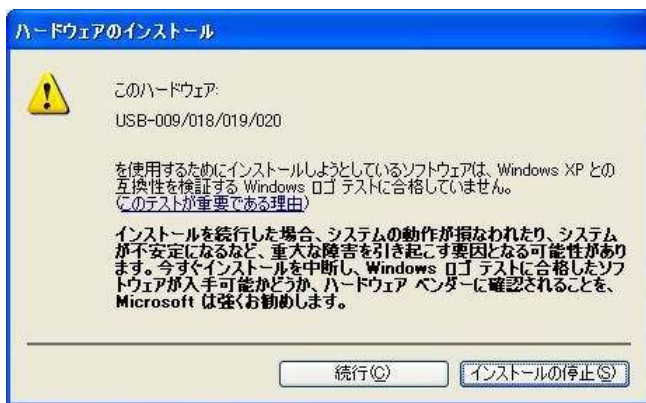 ハードウェアのインストール
このハードウェア:
USB-009/018/019/020
を使用するためにインストールしようとしているソフトウェアは、Windows XP との
互換性を検証する Windows ロゴ テストに合格していません。
(このテストが重要である理由)
インストールを続行した場合、システムの動作が損なわれたり、システム
が不安定になるなど、重大な障害を引き起こす要因となる可能性があり
ます。今すぐインストールを中断し、Windows ロゴ テストに合格したソフ
トウェアが入手可能かどうか、ハードウェア ベンダーに確認されることを、
Microsoft は強くお勧めします。
続行(C)
インストールの停止(S)